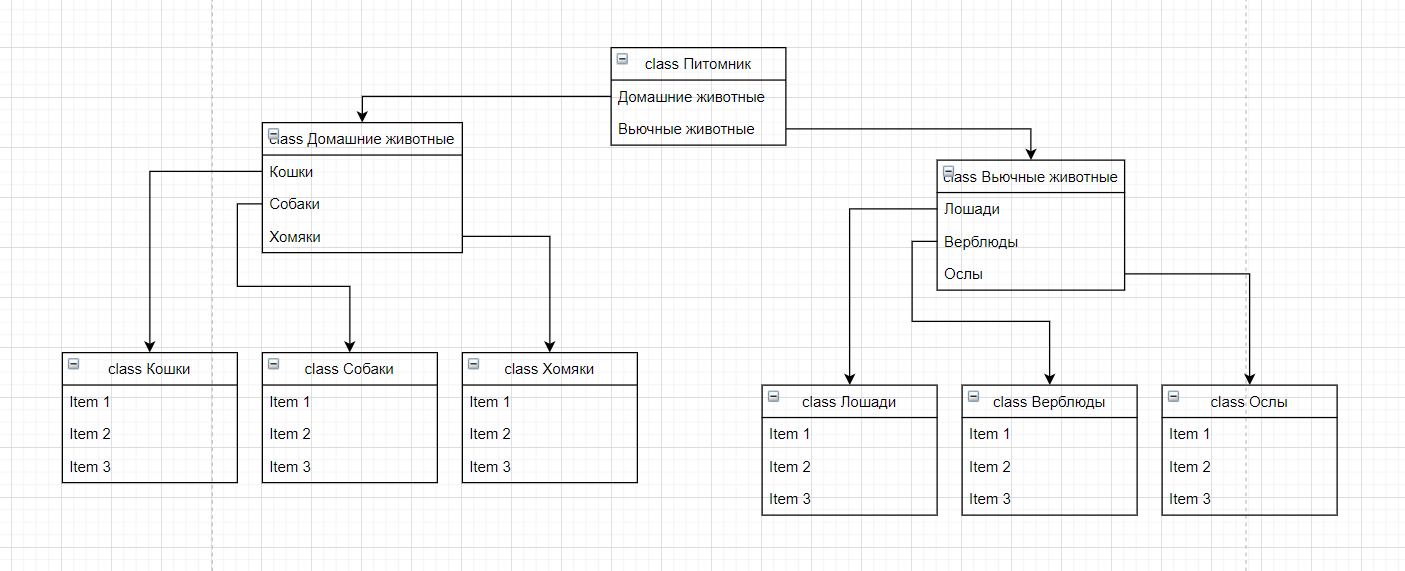 class Питомник
Домашние животные
Вьючные животные
class Домашние животные
Кошки
Собаки
Хомяки
class Вьючные животные
Лошади
Верблюды
Ослы
class Кошки
Item 1
Item 2
Item 3
class Собаки
Item 1
Item 2
Item 3
class Хомяки
Item 1
Item 2
Item 3
class Лошади
Item 1
Item 2
Item 3
class Верблюды
Item 1
Item 2
Item 3
class Ослы
Item 1
Item 2
Item 3